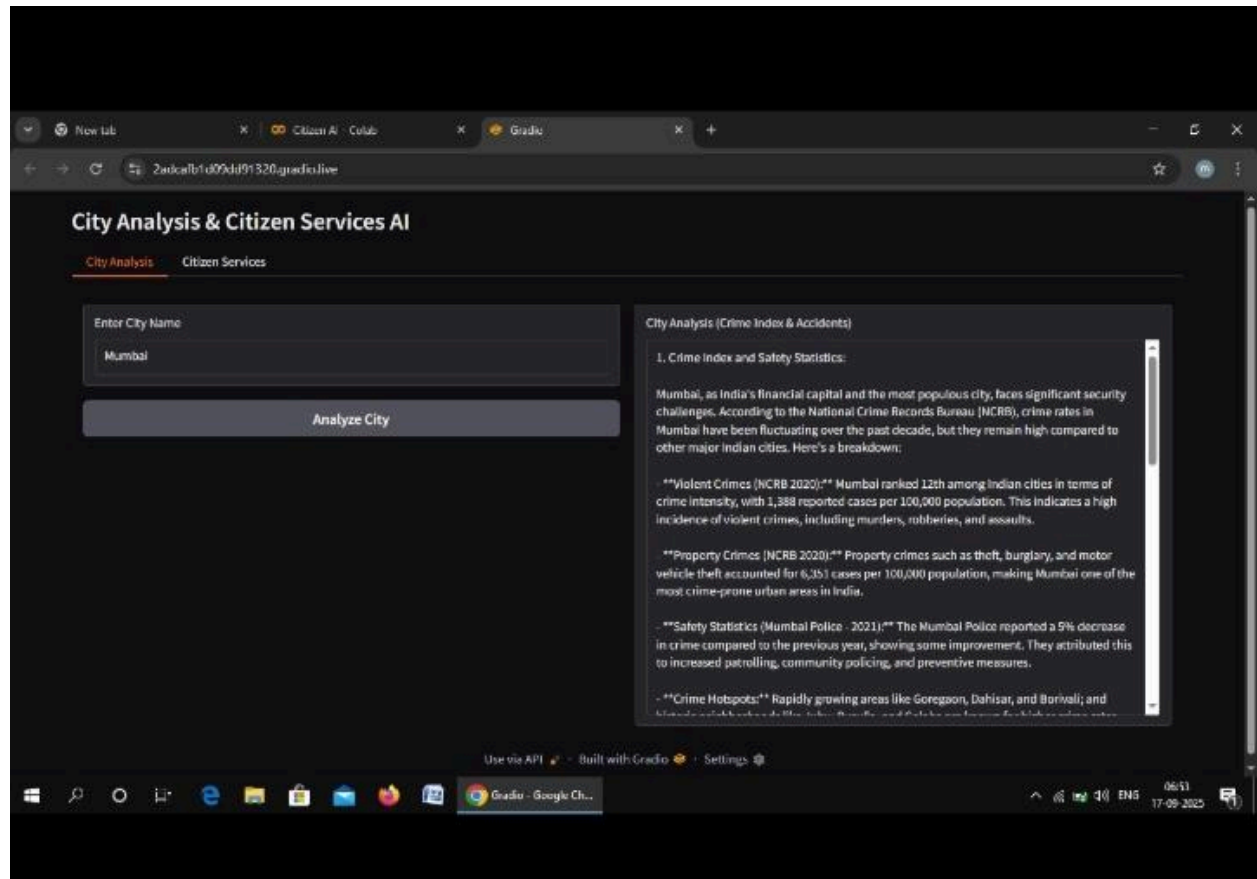 New tab
Citizen AI - Colab
Gradio
2adcafb1d09dd91320.gradio.live
City Analysis & Citizen Services AI
City Analysis
Citizen Services
Enter City Name
Mumbai
Analyze City
City Analysis (Crime Index & Accidents)
1. Crime Index and Safety Statistics:
Mumbai, as India's financial capital and the most populous city, faces significant security
challenges. According to the National Crime Records Bureau (NCRB), crime rates in
Mumbai have been fluctuating over the past decade, but they remain high compared to
other major Indian cities. Here's a breakdown:
- **Violent Crimes (NCRB 2020):** Mumbai ranked 12th among Indian cities in terms of
crime intensity, with 1,388 reported cases per 100,000 population. This indicates a high
incidence of violent crimes, including murders, robberies, and assaults.
- **Property Crimes (NCRB 2020):** Property crimes such as theft, burglary, and motor
vehicle theft accounted for 6,351 cases per 100,000 population, making Mumbai one of the
most crime-prone urban areas in India.
- **Safety Statistics (Mumbai Police - 2021):** The Mumbai Police reported a 5% decrease
in crime compared to the previous year, showing some improvement. They attributed this
to increased patrolling, community policing, and preventive measures.
- **Crime Hotspots:** Rapidly growing areas like Goregaon, Dahisar, and Borivali; and
Use via API · Built with Gradio · Settings
Gradio - Google Ch...
ENG
06:53
17-09-2025